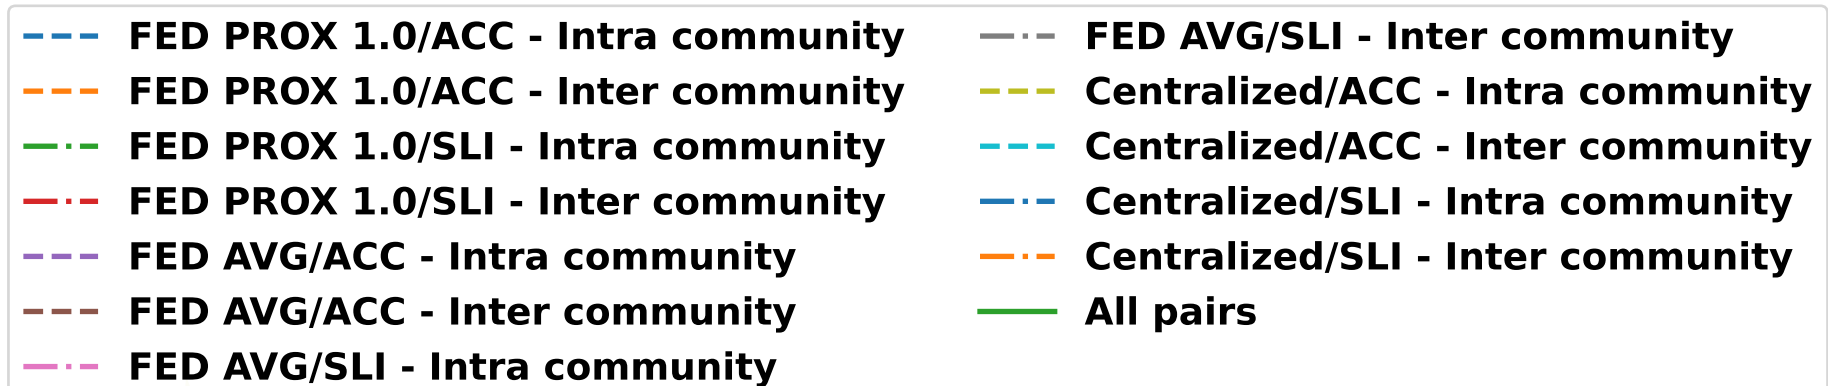 FED PROX 1.0/ACC - Intra community
FED PROX 1.0/ACC - Inter community
FED PROX 1.0/SLI - Intra community
FED PROX 1.0/SLI - Inter community
FED AVG/ACC - Intra community
FED AVG/ACC - Inter community
FED AVG/SLI - Intra community
FED AVG/SLI - Inter community
Centralized/ACC - Intra community
Centralized/ACC - Inter community
Centralized/SLI - Intra community
Centralized/SLI - Inter community
All pairs